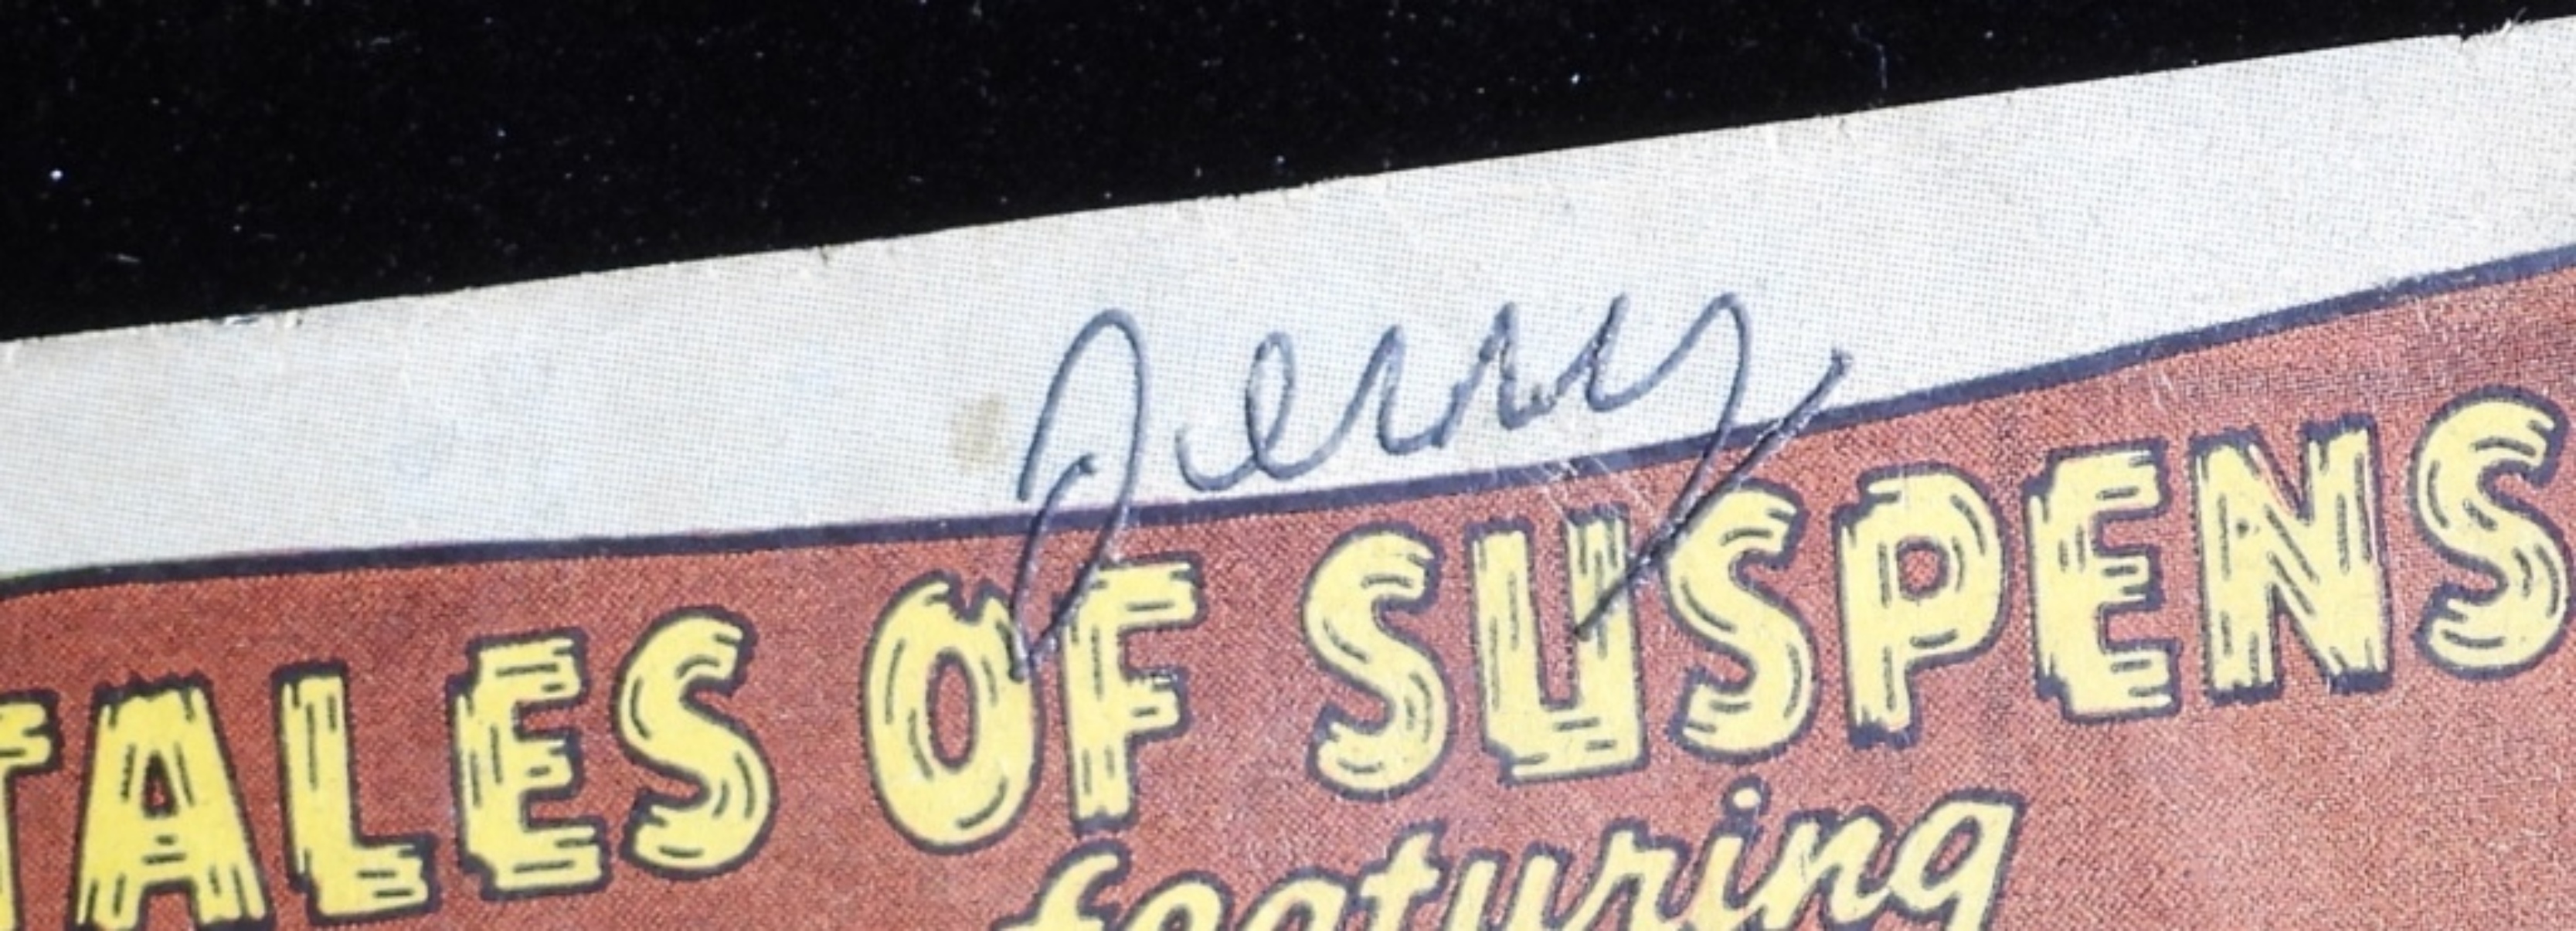 Jerry
TALES OF SUSPENS
featuring